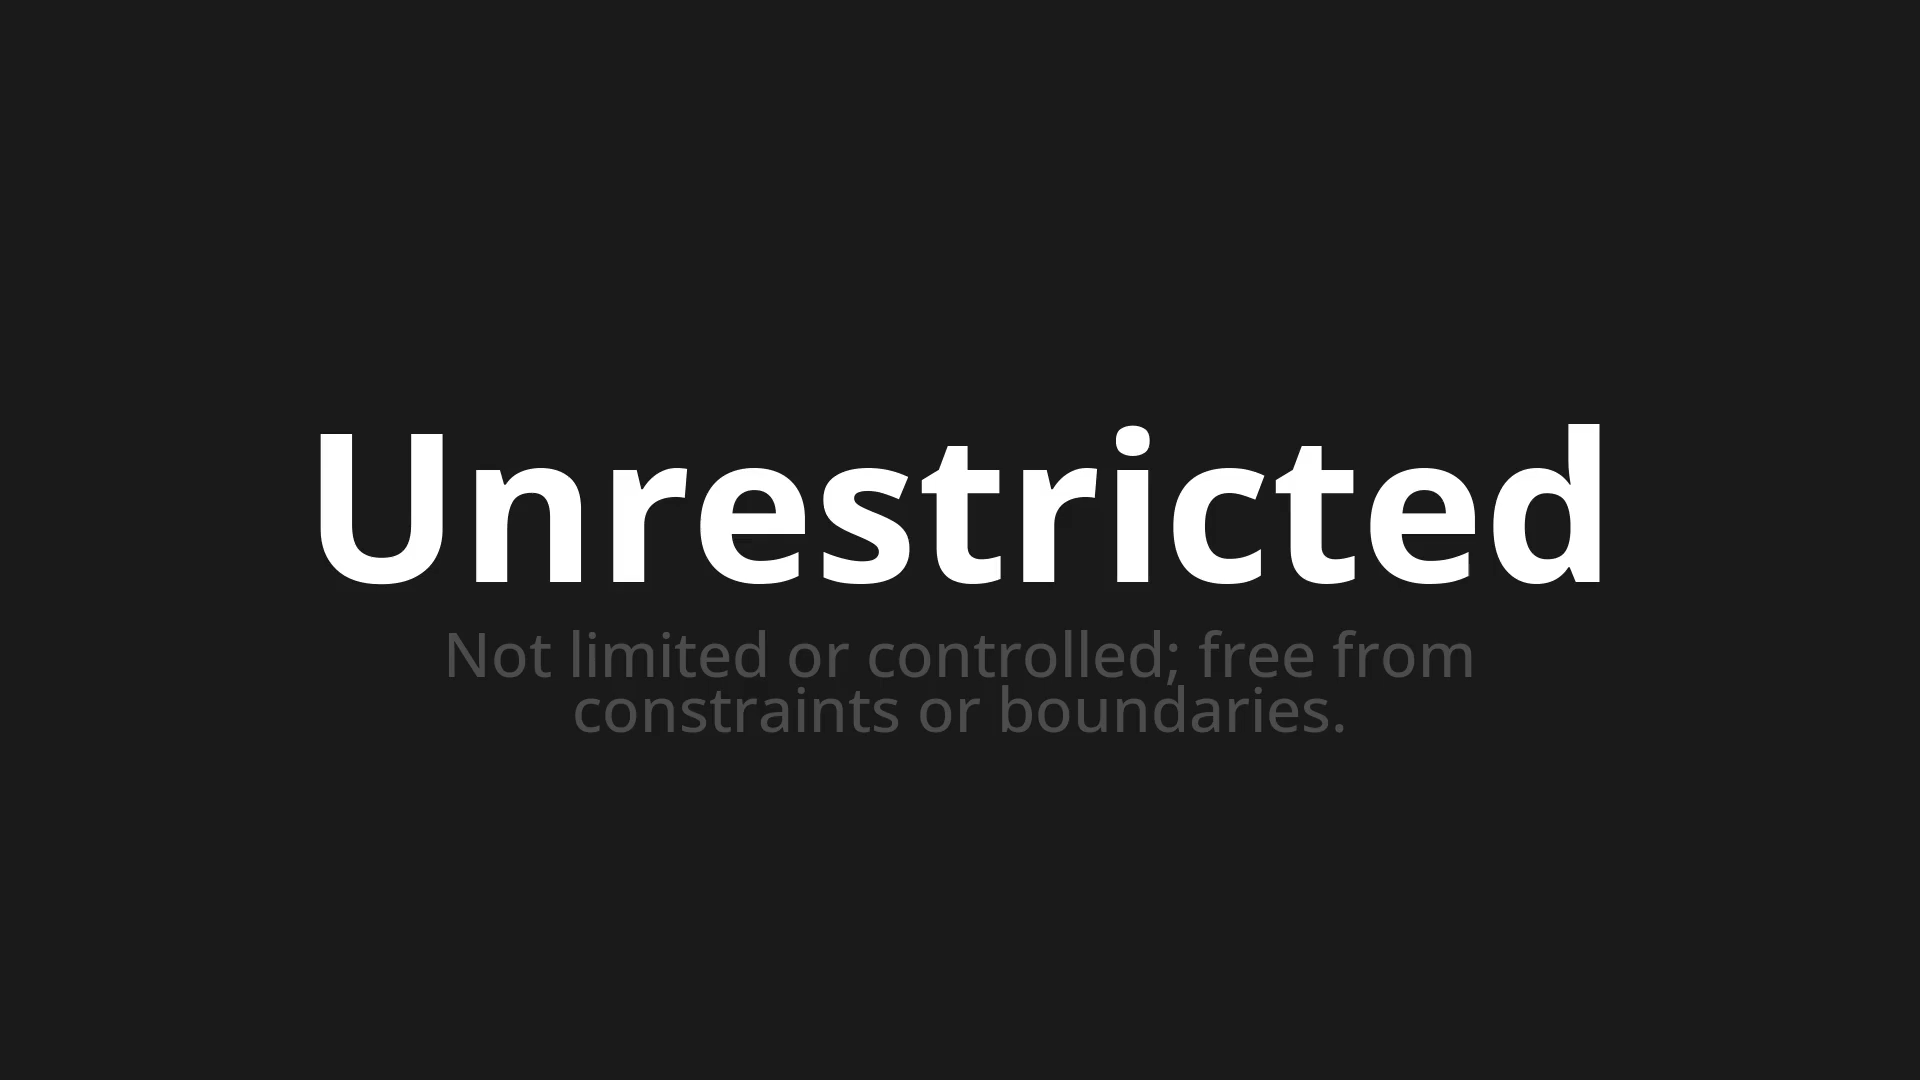 Unrestricted
Not limited or controlled; free from
constraints or boundaries.